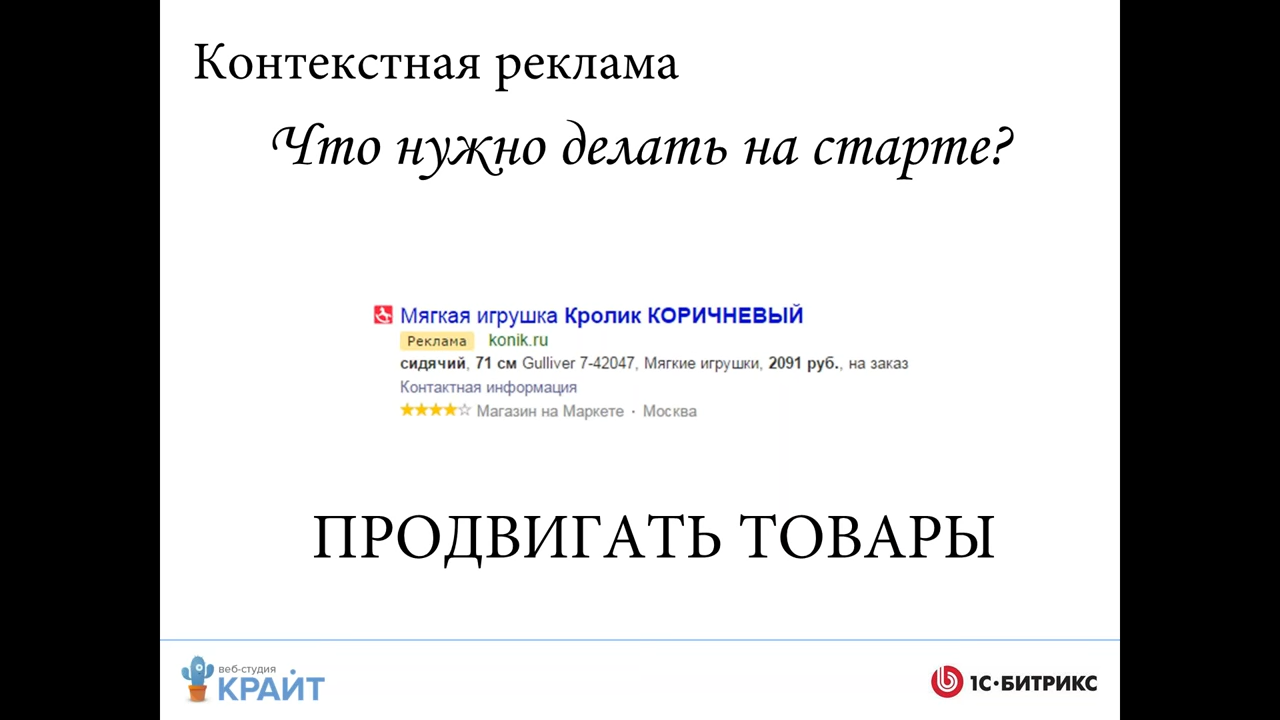 Контекстная реклама
Что нужно делать на старте?
Мягкая игрушка Кролик КОРИЧНЕВЫЙ
Реклама konik.ru
сидячий, 71 см Gulliver 7-42047, Мягкие игрушки, 2091 руб., на заказ
Контактная информация
Магазин на Маркете · Москва
ПРОДВИГАТЬ ТОВАРЫ
веб-студия
КРАЙТ
1С·БИТРИКС